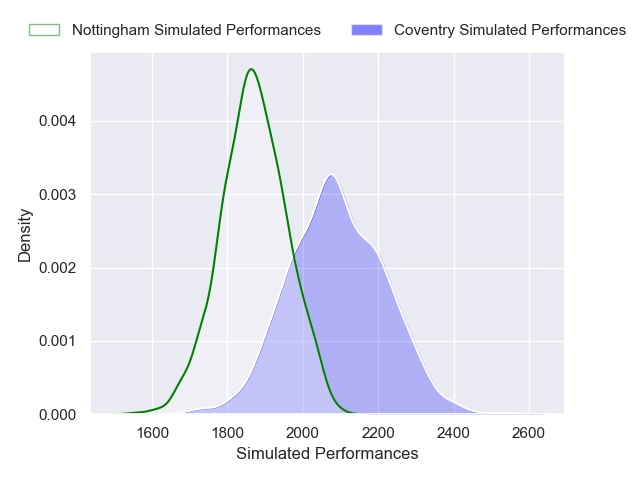 Nottingham Simulated Performances
Coventry Simulated Performances
Density
0.004
0.003
0.002
0.001
0.000
1600 1800 2000 2200 2400 2600
Simulated Performances